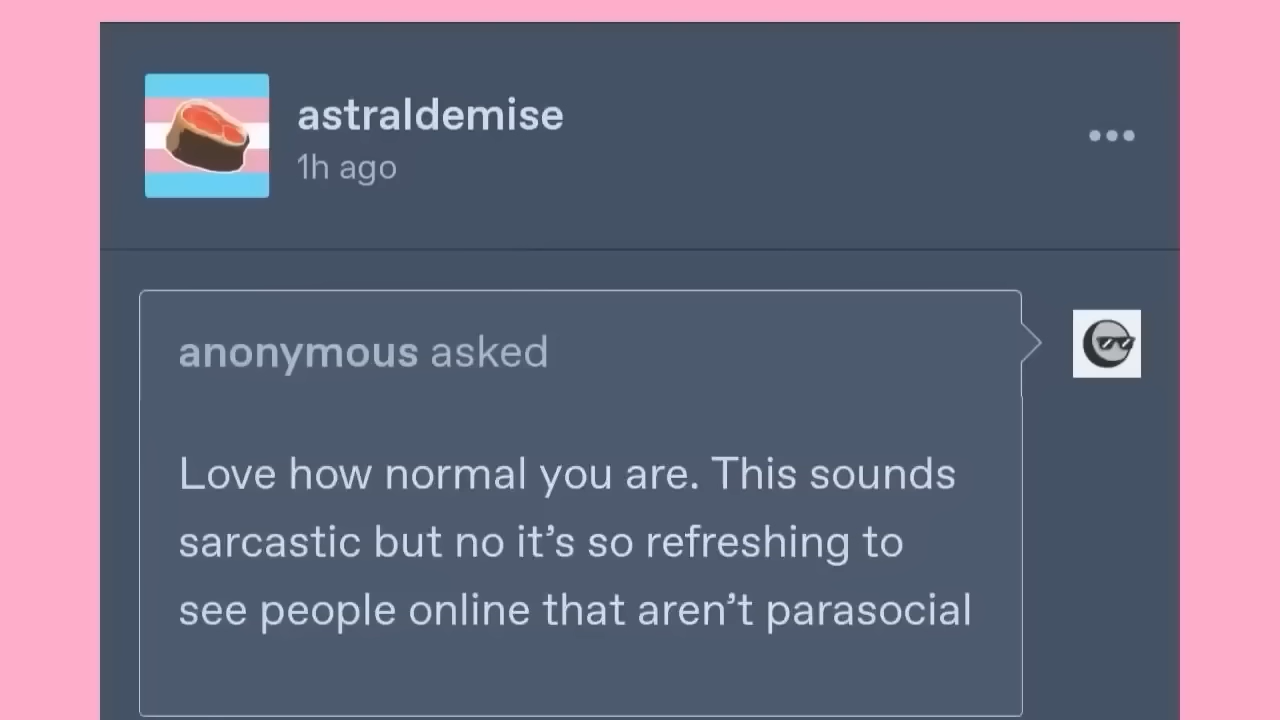 astraldemise
1h ago
anonymous asked
Love how normal you are. This sounds
sarcastic but no it’s so refreshing to
see people online that aren’t parasocial